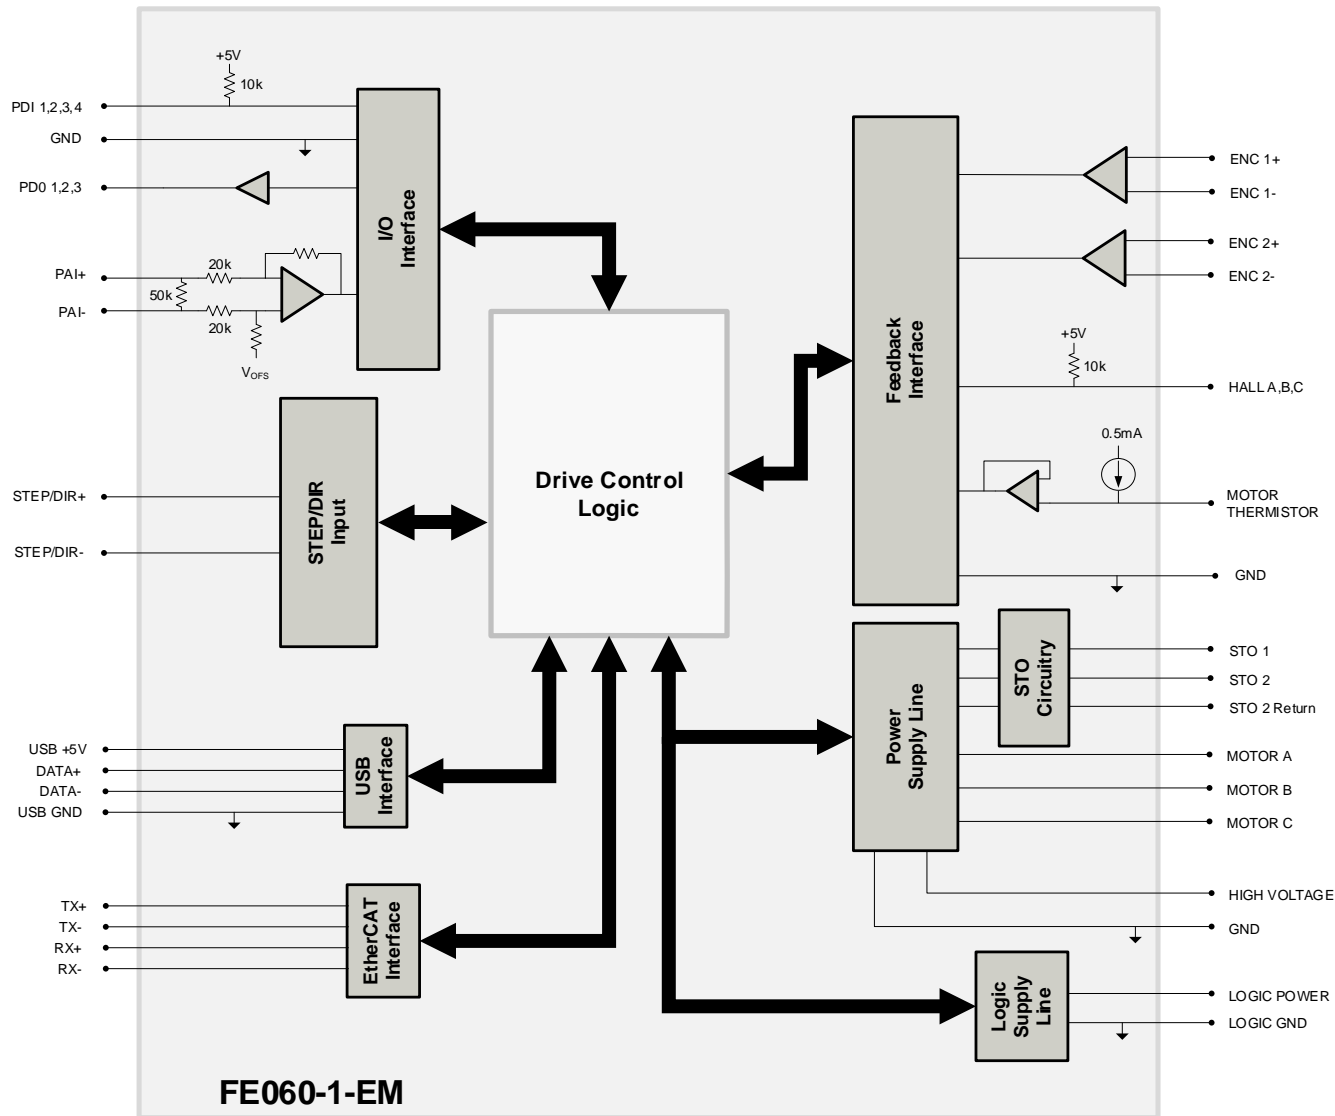 +5V
10k
PDI 1,2,3,4
GND
PD0 1,2,3
I/O
Interface
PAI+
20k
50k
PAI-
20k
VOFS
STEP/DIR+
STEP/DIR-
STEP/DIR
Input
Drive Control
Logic
Feedback
Interface
ENC 1+
ENC 1-
ENC 2+
ENC 2-
+5V
10k
HALL A,B,C
0.5mA
MOTOR
THERMISTOR
GND
STO
Circuitry
STO 1
STO 2
STO 2 Return
Power
Supply Line
MOTOR A
MOTOR B
MOTOR C
HIGH VOLTAGE
GND
USB +5V
DATA+
DATA-
USB GND
USB
Interface
TX+
TX-
RX+
RX-
EtherCAT
Interface
Logic
Supply
Line
LOGIC POWER
LOGIC GND
FE060-1-EM